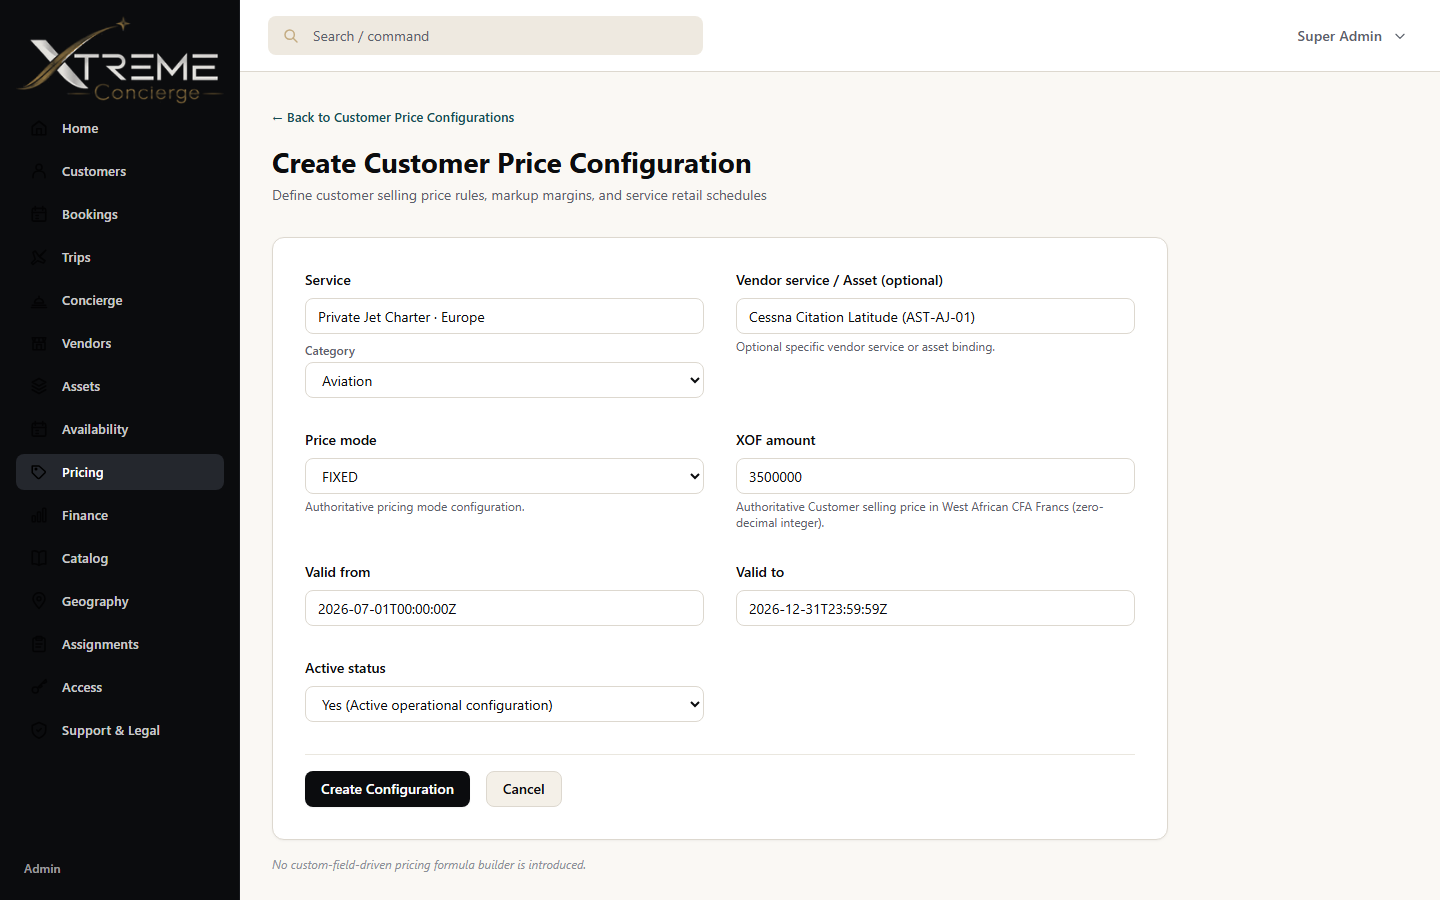 XTREME
Concierge
Search / command
Super Admin
Home
Customers
Bookings
Trips
Concierge
Vendors
Assets
Availability
Pricing
Finance
Catalog
Geography
Assignments
Access
Support & Legal
Admin
← Back to Customer Price Configurations
Create Customer Price Configuration
Define customer selling price rules, markup margins, and service retail schedules
Service
Private Jet Charter · Europe
Category
Aviation
Vendor service / Asset (optional)
Cessna Citation Latitude (AST-AJ-01)
Optional specific vendor service or asset binding.
Price mode
FIXED
Authoritative pricing mode configuration.
XOF amount
3500000
Authoritative Customer selling price in West African CFA Francs (zero-
decimal integer).
Valid from
2026-07-01T00:00:00Z
Valid to
2026-12-31T23:59:59Z
Active status
Yes (Active operational configuration)
Create Configuration
Cancel
No custom-field-driven pricing formula builder is introduced.